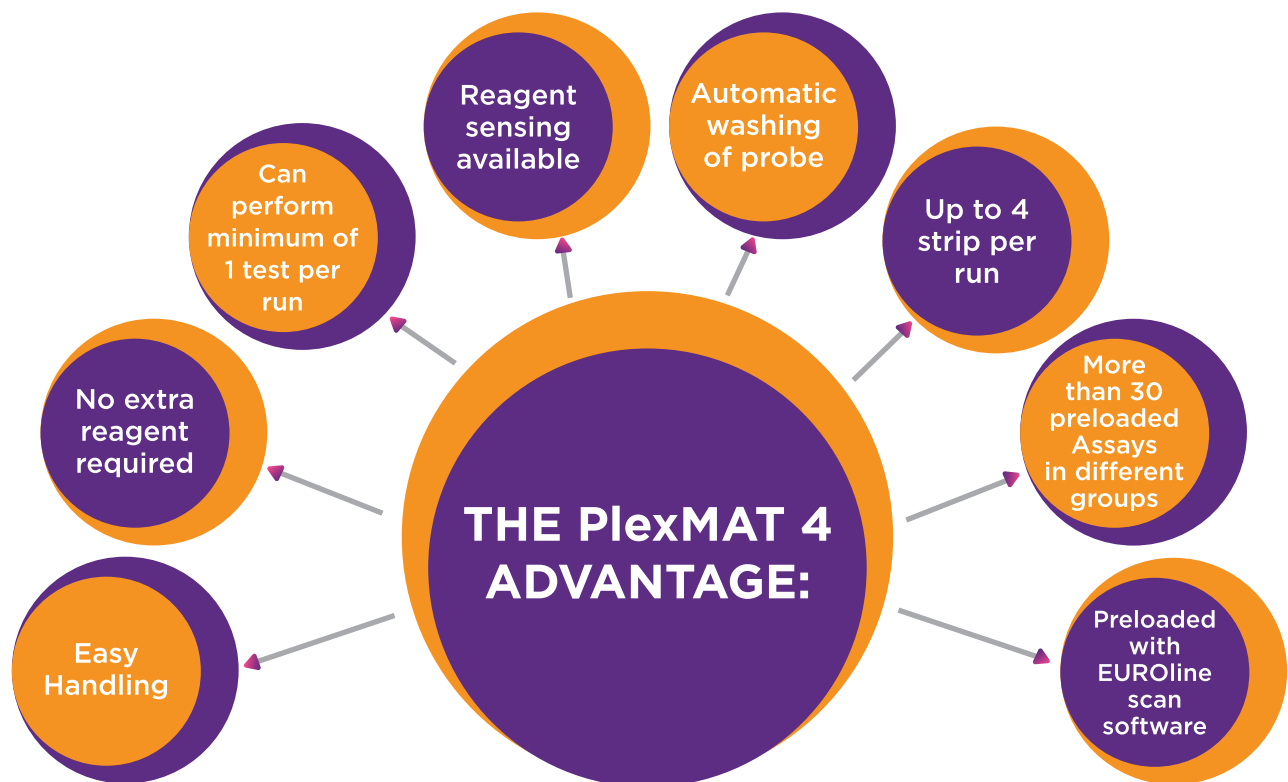 THE PlexMAT 4
ADVANTAGE:
Easy
Handling
No extra
reagent
required
Can
perform
minimum of
1 test per
run
Reagent
sensing
available
Automatic
washing
of probe
Up to 4
strip per
run
More
than 30
preloaded
Assays
in different
groups
Preloaded
with
EUROline
scan
software